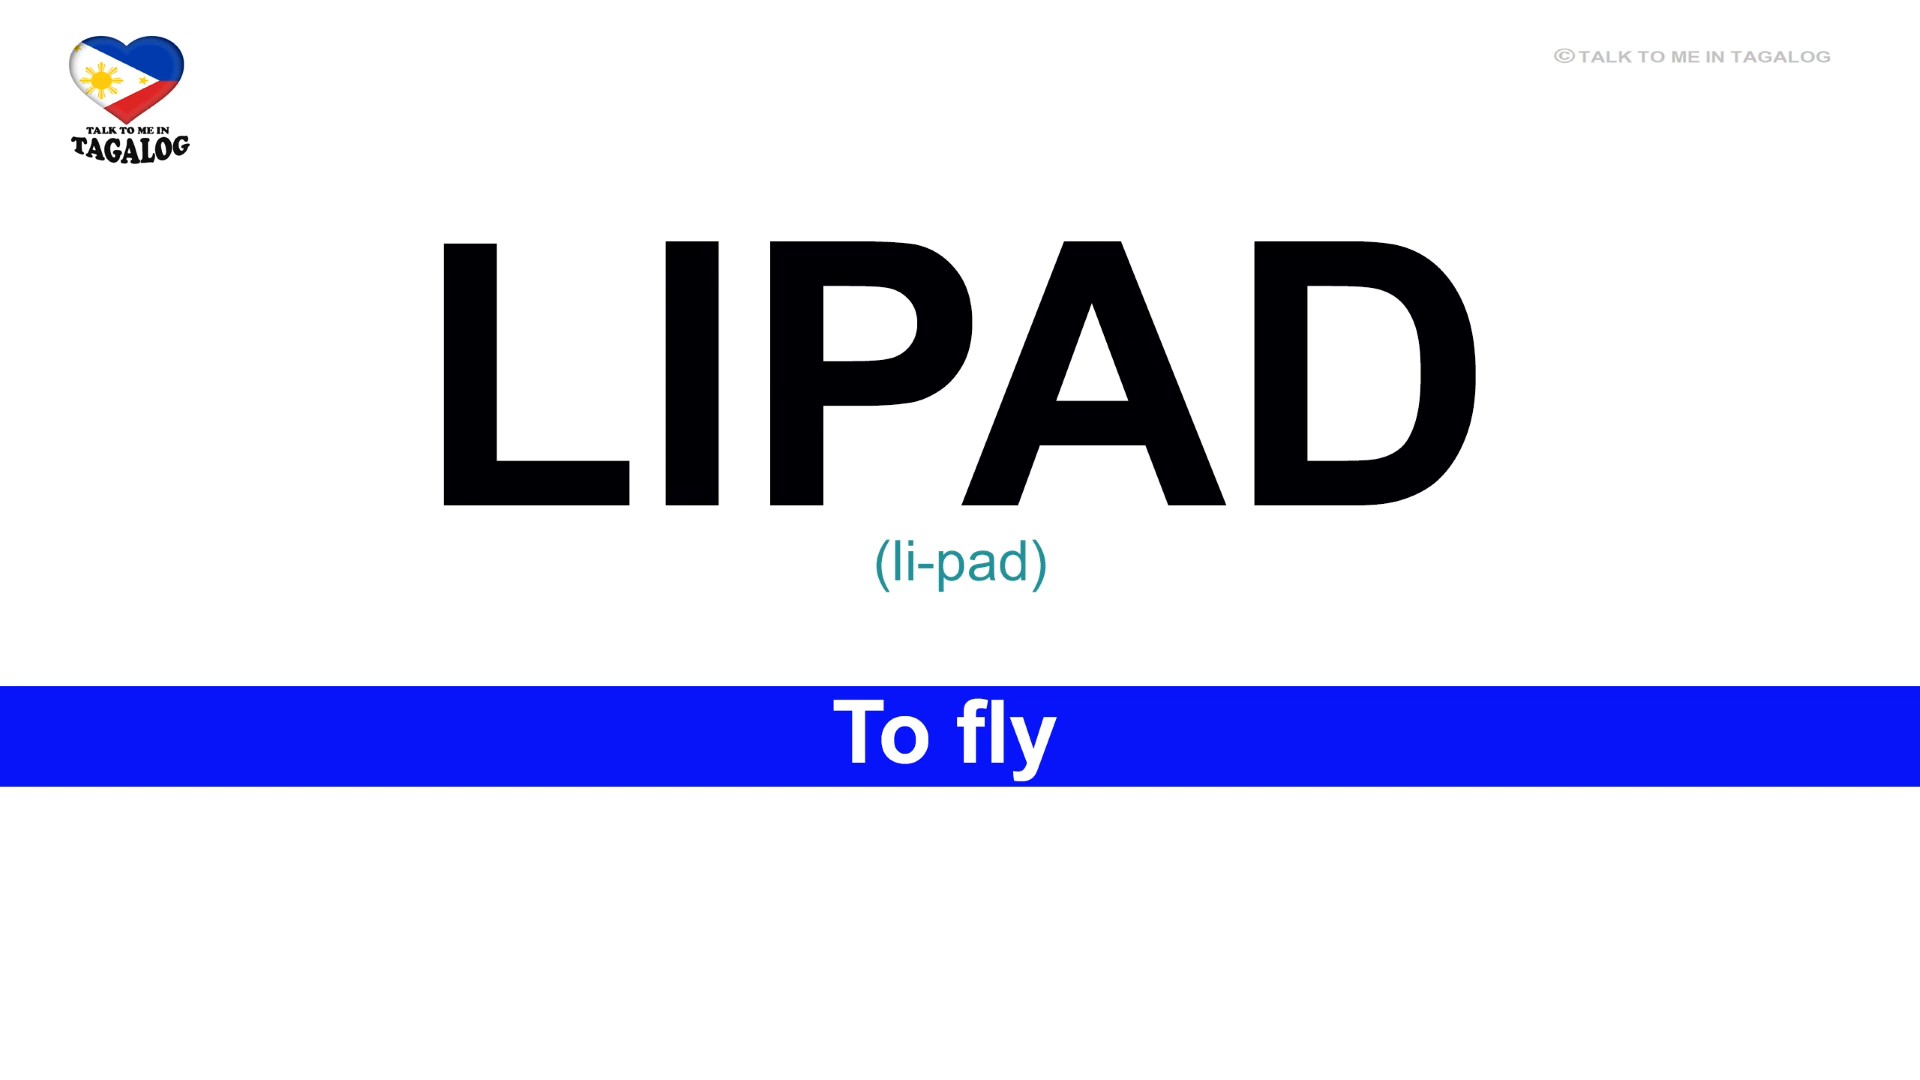 TALK TO ME IN
TAGALOG
© TALK TO ME IN TAGALOG
LIPAD
(li-pad)
To fly